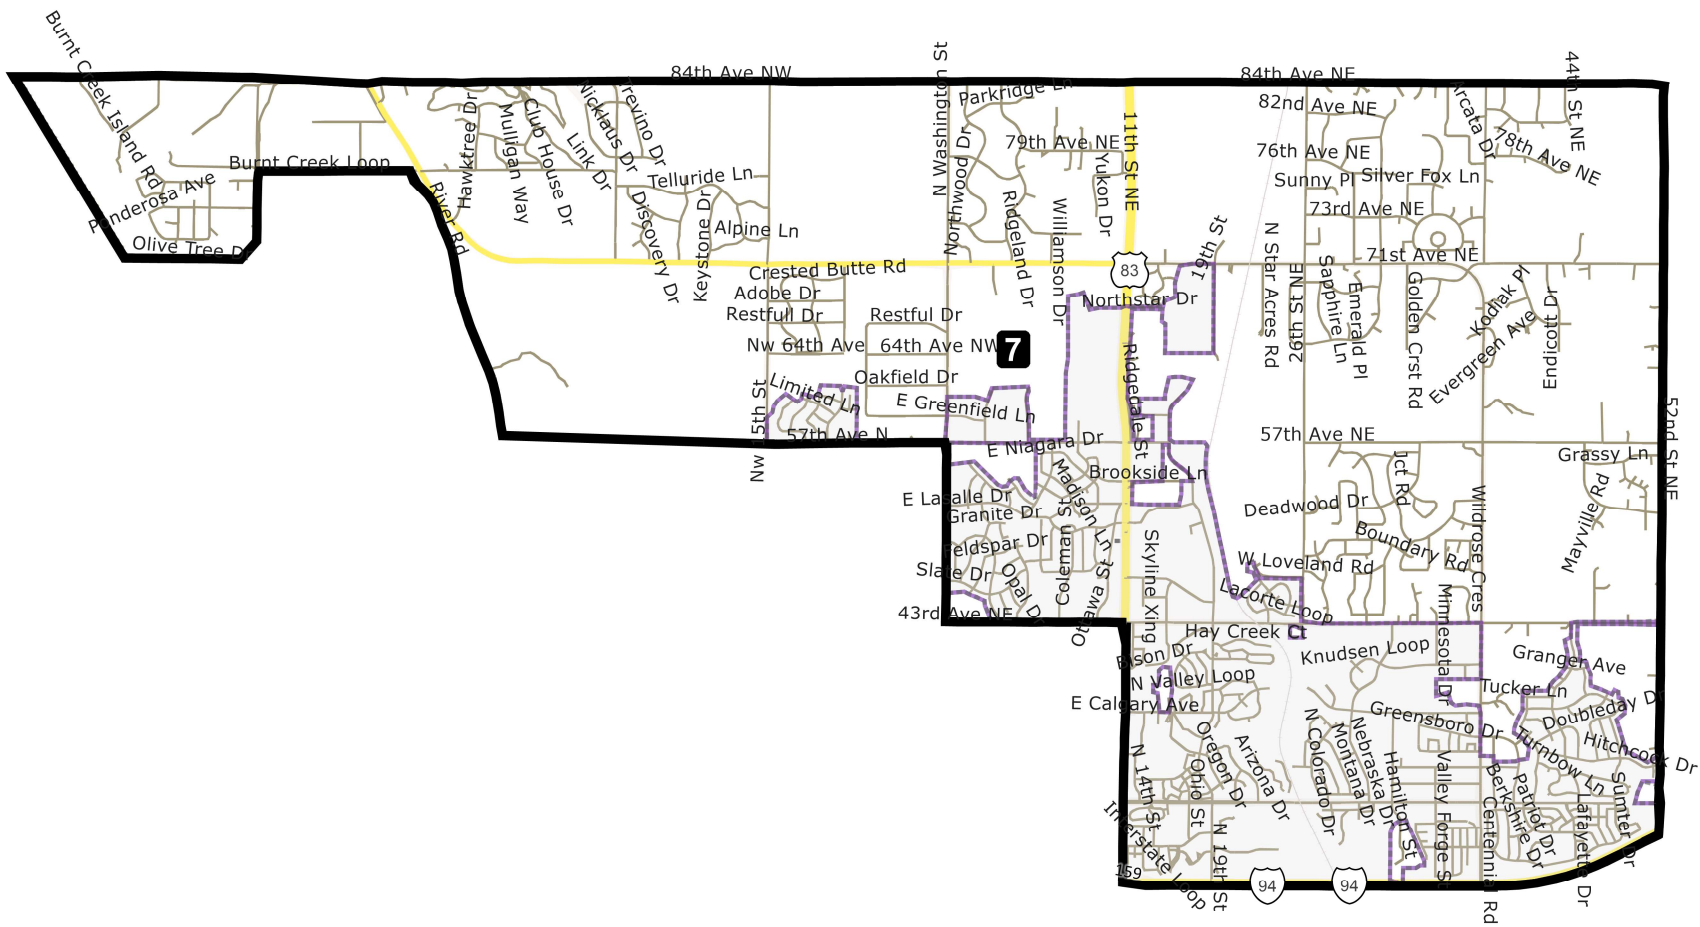 Burnt Creek Island Rd
84th Ave NW
N Washington St
84th Ave NE
44th St NE
Parkridge Ln
82nd Ave NE
Arcata Dr
Hawktree Dr
Mulligan Way
Club House Dr
Link Dr
Nicklaus Dr
Trevino Dr
11th St NE
79th Ave NE
78th Ave NE
76th Ave NE
Burnt Creek Loop
Northwood Dr
Yukon Dr
Telluride Ln
Sunny Pl
Silver Fox Ln
Ponderosa Ave
River Rd
Discovery Dr
Keystone Dr
Ridgeland Dr
Williamson Dr
73rd Ave NE
Alpine Ln
19th St
N Star Acres Rd
Olive Tree Dr
71st Ave NE
Crested Butte Rd
83
26th St NE
Sapphire Ln
Emerald Pl
Golden Crst Rd
Kodiak Pl
Endicott Dr
Adobe Dr
Northstar Dr
Restfull Dr
Restful Dr
Evergreen Ave
Nw 64th Ave
64th Ave NW
7
Ridgedale St
Oakfield Dr
Limited Ln
Nw 15th St
E Greenfield Ln
52nd St NE
57th Ave N
E Niagara Dr
57th Ave NE
Grassy Ln
Madison Ln
Brookside Ln
Jct Rd
E Lasalle Dr
Deadwood Dr
Wildrose Cres
Mayville Rd
Granite Dr
Coleman St
Boundary Rd
Feldspar Dr
Skyline Xing
W Loveland Rd
Slate Dr
Opal Dr
Ottawa St
Lacorte Loop
Minnesota Dr
43rd Ave NE
Hay Creek Ct
Bison Dr
Knudsen Loop
Granger Ave
N Valley Loop
Tucker Ln
E Calgary Ave
Greensboro Dr
Doubleday Dr
Oregon Dr
Arizona Dr
N Colorado Dr
Montana Dr
Nebraska Dr
Hamilton St
Valley Forge St
Turnbow Ln
Hitchcock Dr
N 14th St
Ohio St
Berkshire Dr
Patriot Dr
Lafayette Dr
Sumter Dr
Interstate Loop
N 19th St
Centennial Rd
159
94
94